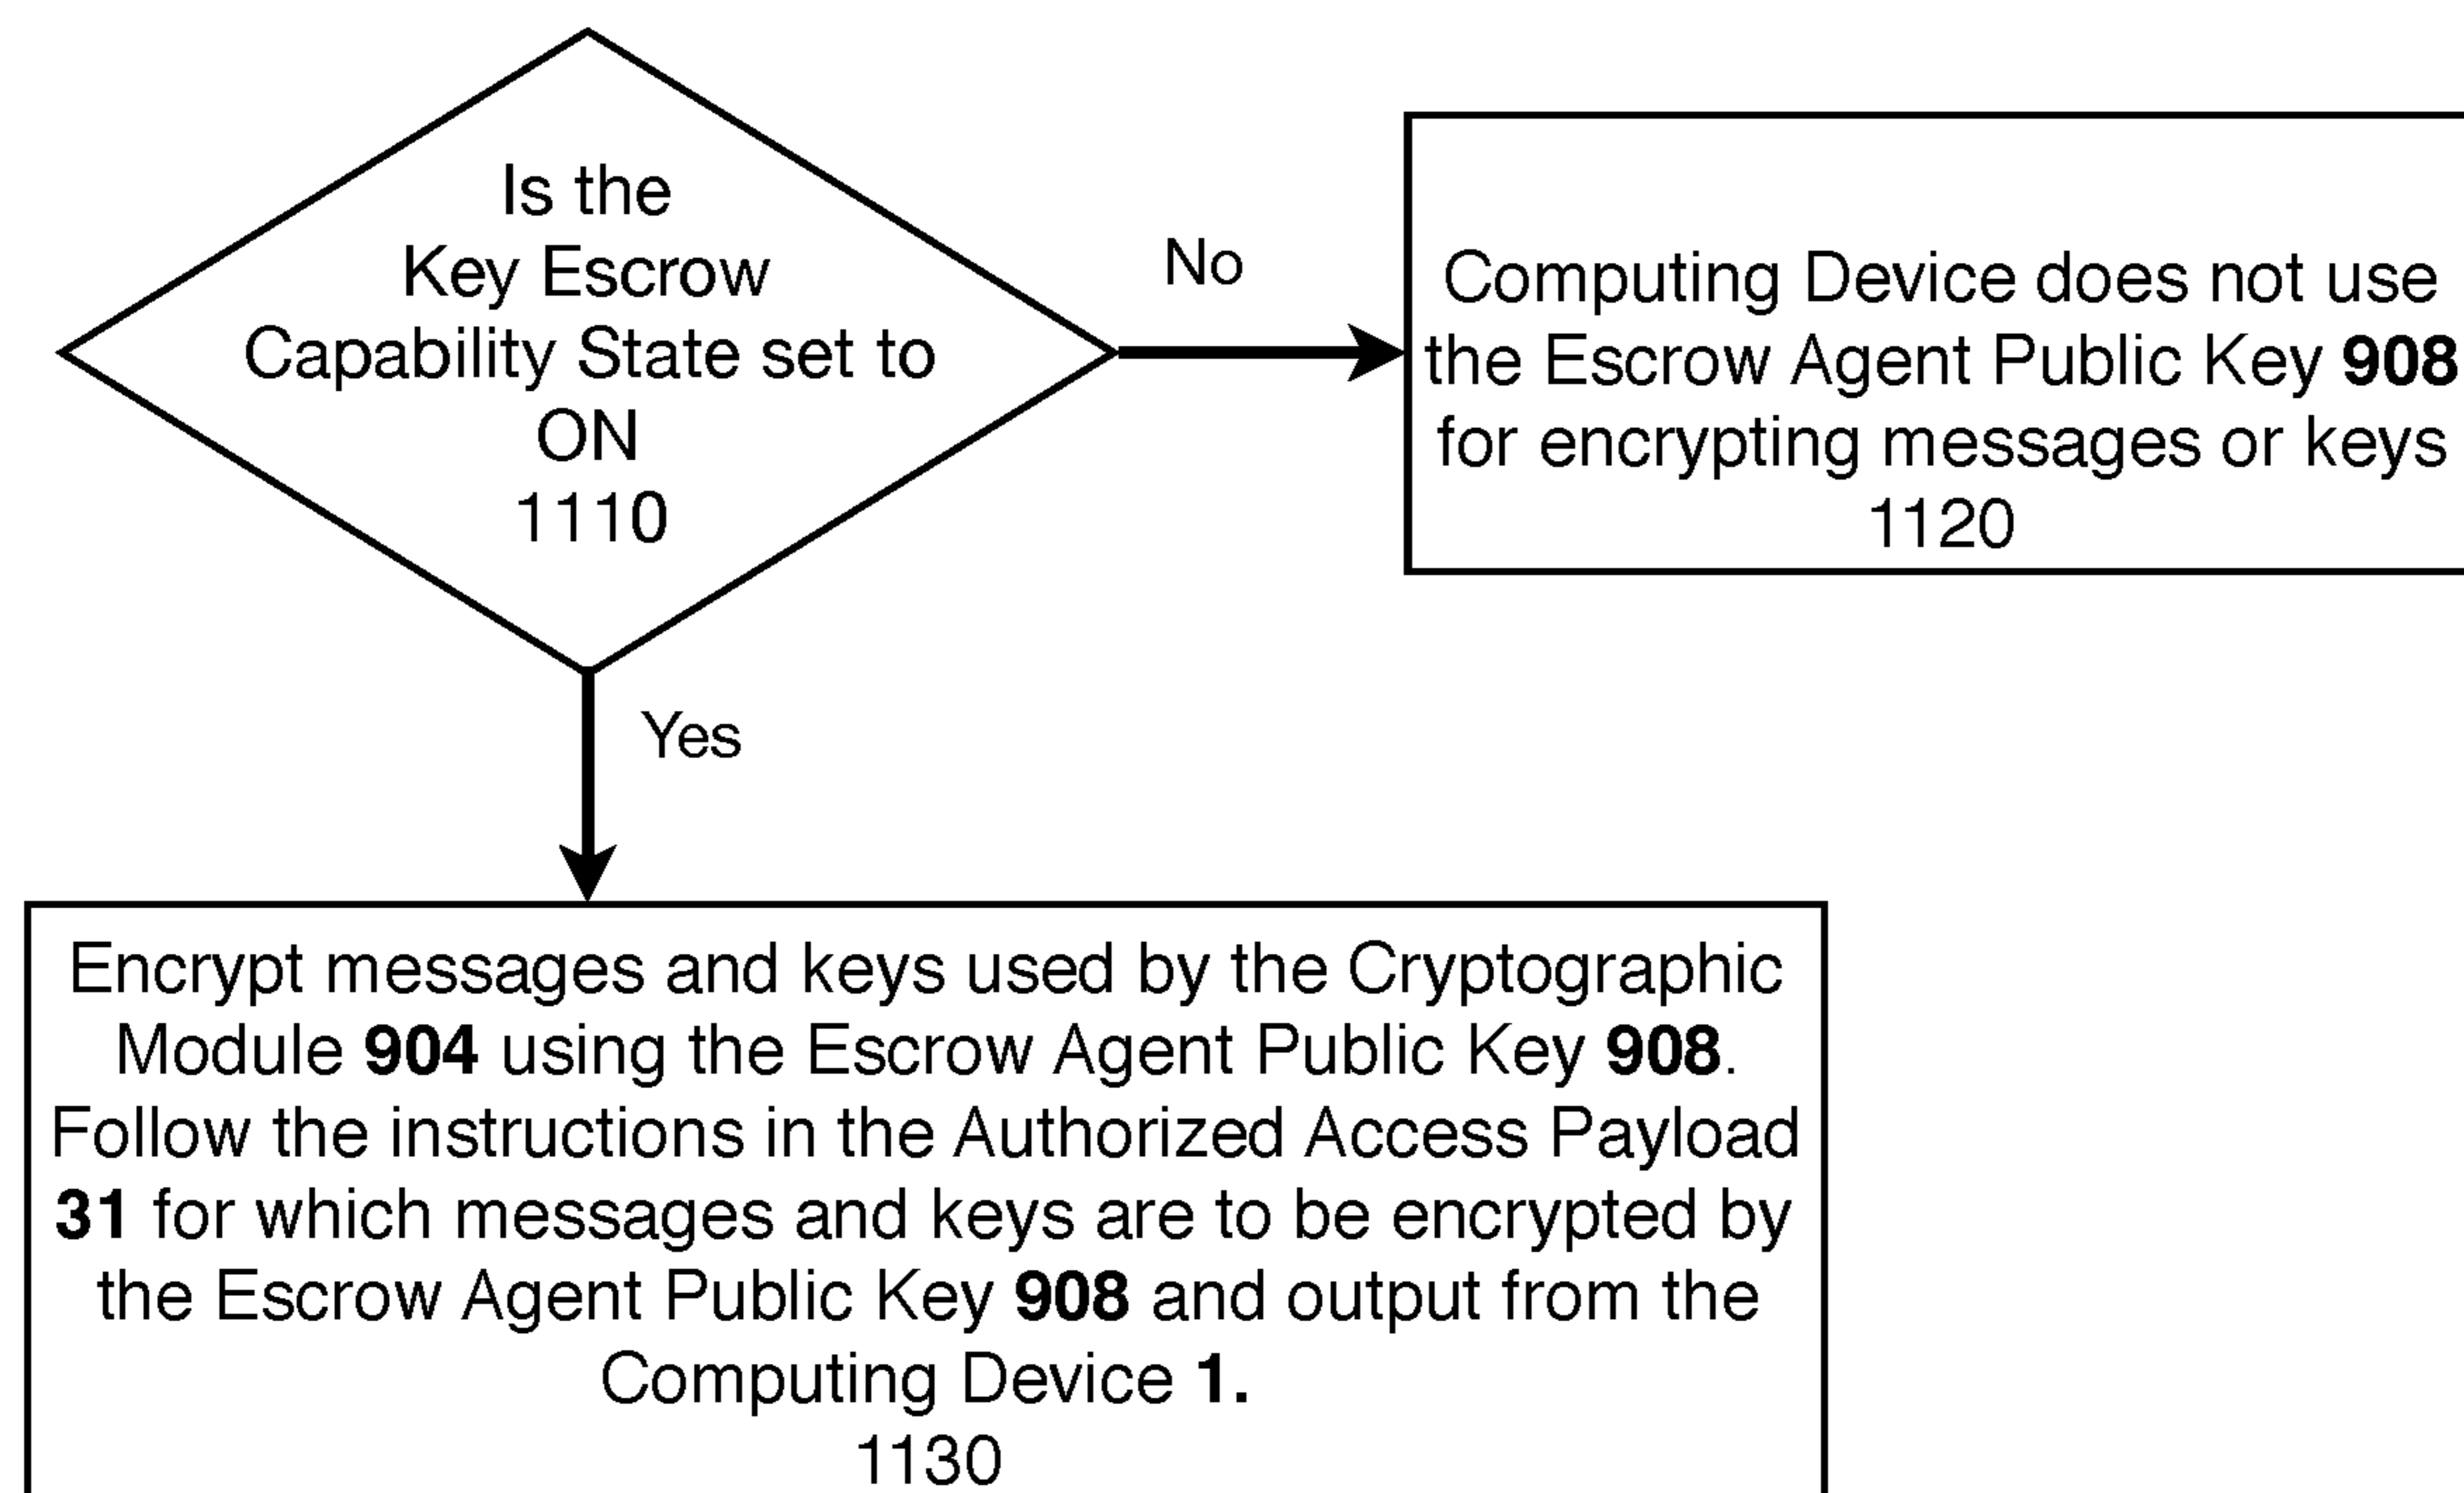 Is the
Key Escrow
Capability State set to
ON
1110
No
Computing Device does not use
the Escrow Agent Public Key 908
for encrypting messages or keys
1120
Yes
Encrypt messages and keys used by the Cryptographic
Module 904 using the Escrow Agent Public Key 908.
Follow the instructions in the Authorized Access Payload
31 for which messages and keys are to be encrypted by
the Escrow Agent Public Key 908 and output from the
Computing Device 1.
1130